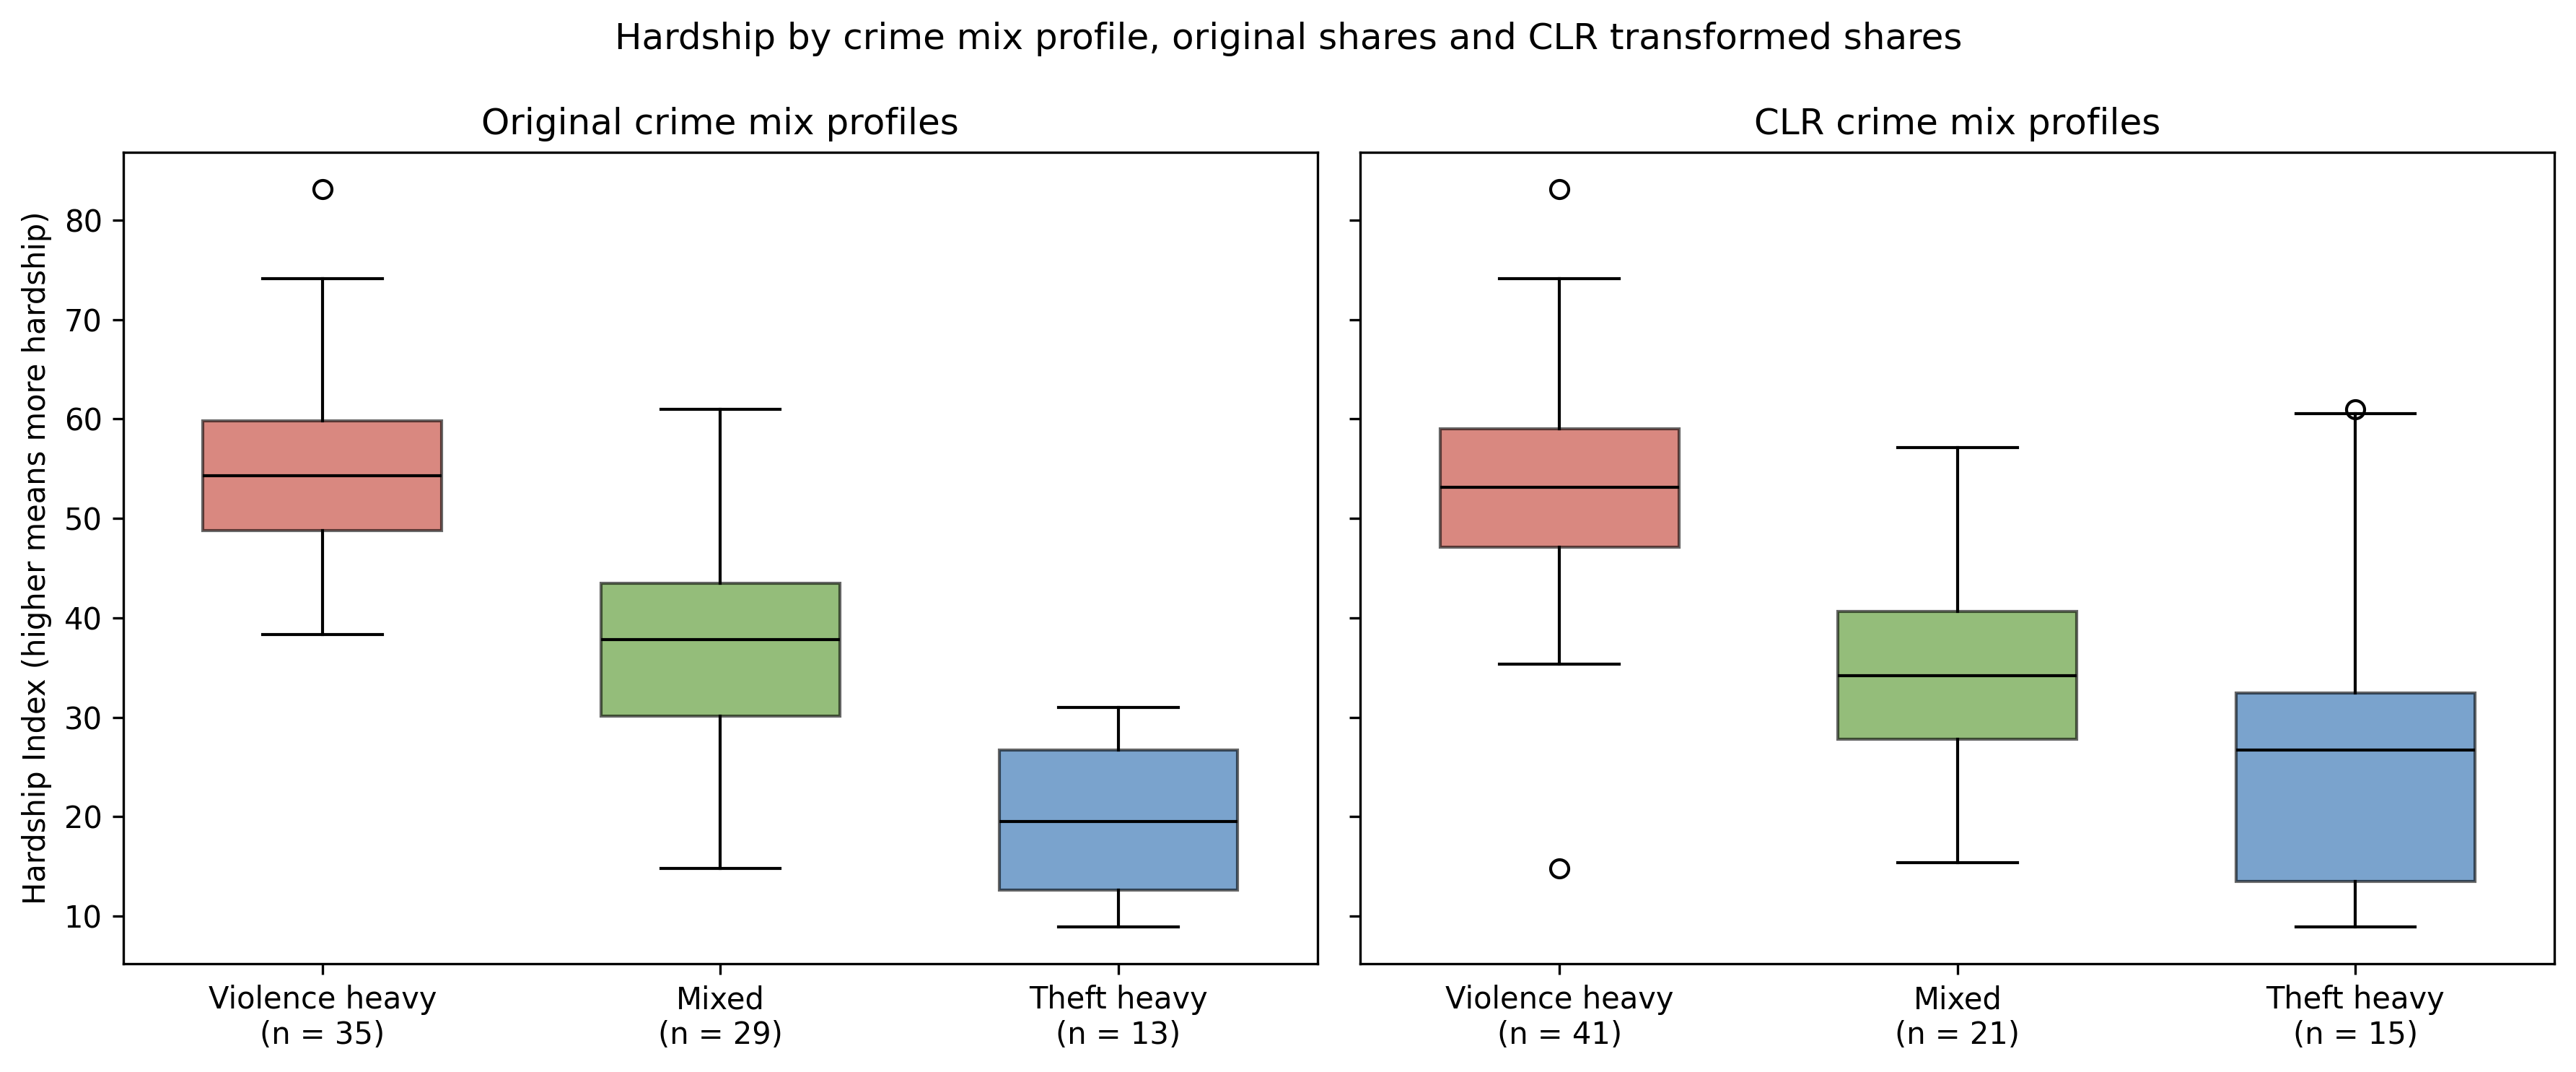 Hardship by crime mix profile, original shares and CLR transformed shares
Original crime mix profiles
Hardship Index (higher means more hardship)
80
70
60
50
40
30
20
10
Violence heavy
(n = 35)
Mixed
(n = 29)
Theft heavy
(n = 13)
CLR crime mix profiles
Violence heavy
(n = 41)
Mixed
(n = 21)
Theft heavy
(n = 15)